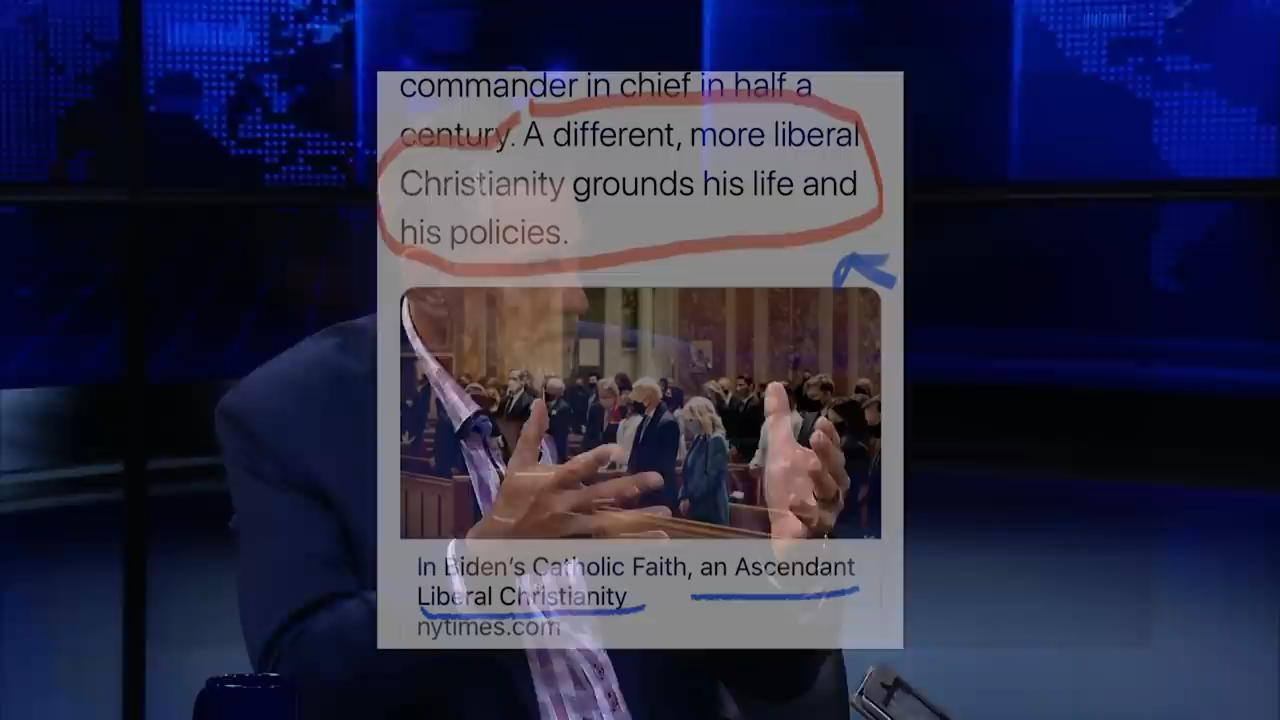 commander in chief in half a
century. A different, more liberal
Christianity grounds his life and
his policies.
In Biden's Catholic Faith, an Ascendant
Liberal Christianity
nytimes.com